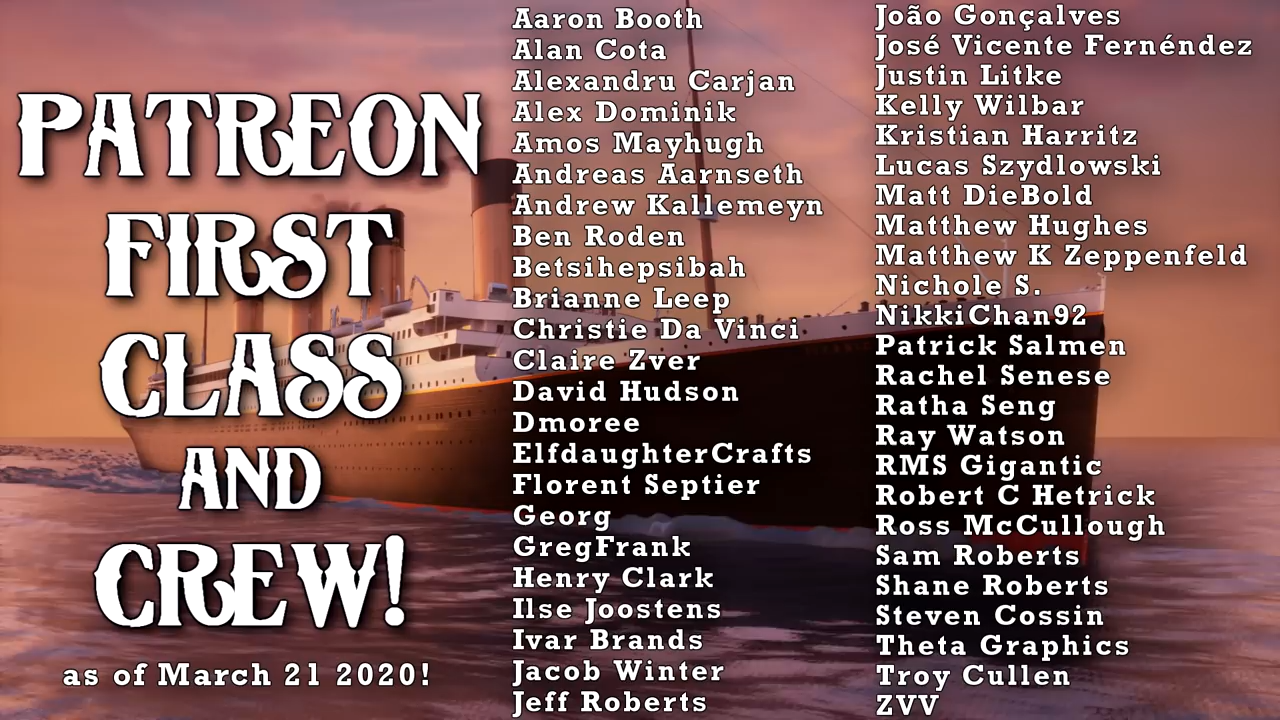 PATREON
FIRST
CLASS
AND
CREW!
as of March 21 2020!
Aaron Booth
Alan Cota
Alexandru Carjan
Alex Dominik
Amos Mayhugh
Andreas Aarnseth
Andrew Kallemeyn
Ben Roden
Betsihepsibah
Brianne Leep
Christie Da Vinci
Claire Zver
David Hudson
Dmoree
ElfdaughterCrafts
Florent Septier
Georg
GregFrank
Henry Clark
Ilse Joostens
Ivar Brands
Jacob Winter
Jeff Roberts
João Gonçalves
José Vicente Fernéndez
Justin Litke
Kelly Wilbar
Kristian Harritz
Lucas Szydlowski
Matt DieBold
Matthew Hughes
Matthew K Zeppenfeld
Nichole S.
NikkiChan92
Patrick Salmen
Rachel Senese
Ratha Seng
Ray Watson
RMS Gigantic
Robert C Hetrick
Ross McCullough
Sam Roberts
Shane Roberts
Steven Cossin
Theta Graphics
Troy Cullen
ZVV